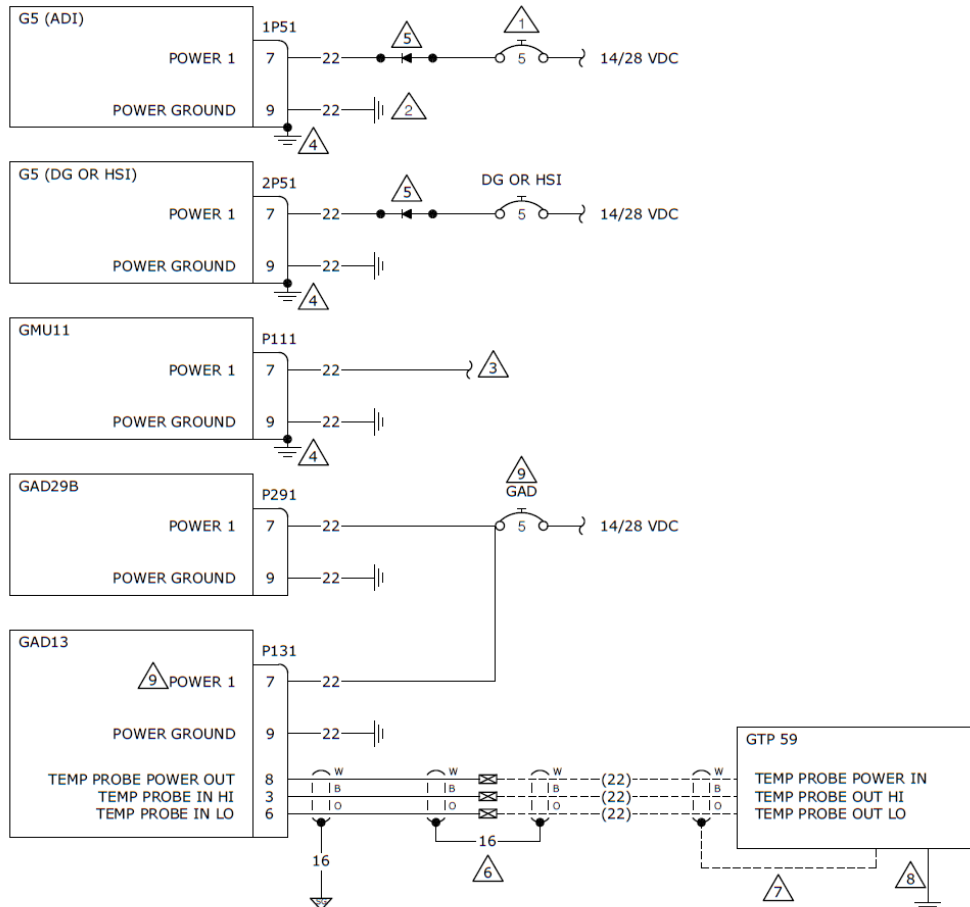 G5 (ADI)
1P51
POWER 1 7 22 5 1 5 14/28 VDC
POWER GROUND 9 22 2
4
G5 (DG OR HSI)
2P51 5 DG OR HSI
POWER 1 7 22 5 14/28 VDC
POWER GROUND 9 22
4
GMU11
P111
POWER 1 7 22 3
POWER GROUND 9 22
4
GAD29B
P291 9
GAD
POWER 1 7 22 5 14/28 VDC
POWER GROUND 9 22
GAD13
P131
9 POWER 1 7 22
POWER GROUND 9 22
GTP 59
TEMP PROBE POWER OUT 8 W W W (22) W TEMP PROBE POWER IN
TEMP PROBE IN HI 3 B B B (22) B TEMP PROBE OUT HI
TEMP PROBE IN LO 6 O O O (22) O TEMP PROBE OUT LO
16 16
6 7 8
SG